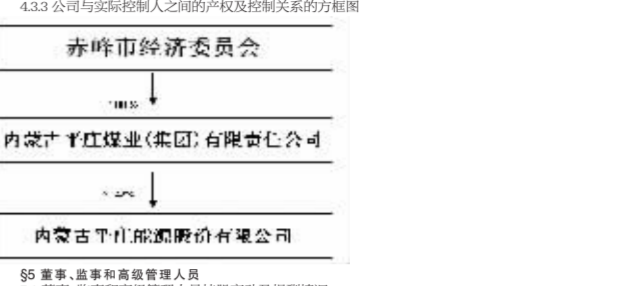 4.3.3 公司与实际控制人之间的产权及控制关系的方框图
赤峰市经济委员会
100%
内蒙古平庄煤业(集团)有限责任公司
内蒙古平庄能源股份有限公司
§5 董事、监事和高级管理人员